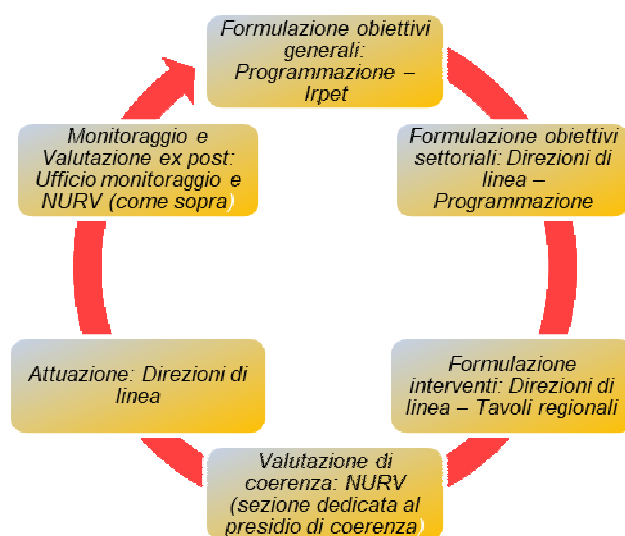 Formulazione obiettivi
generali:
Programmazione –
Irpet
Formulazione obiettivi
settoriali: Direzioni di
linea –
Programmazione
Formulazione
interventi: Direzioni di
linea – Tavoli regionali
Valutazione di
coerenza: NURV
(sezione dedicata al
presidio di coerenza)
Attuazione: Direzioni di
linea
Monitoraggio e
Valutazione ex post:
Ufficio monitoraggio e
NURV (come sopra)